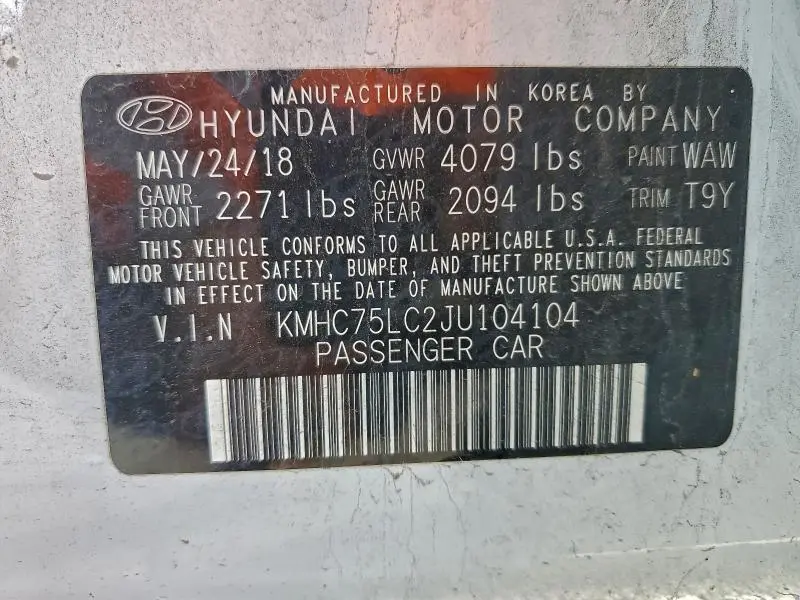 MANUFACTURED IN KOREA BY
HYUNDAI MOTOR COMPANY
MAY/24/18 GVWR 4079 lbs PAINT WAW
GAWR FRONT 2271 lbs GAWR REAR 2094 lbs TRIM T9Y
THIS VEHICLE CONFORMS TO ALL APPLICABLE U.S.A. FEDERAL
MOTOR VEHICLE SAFETY, BUMPER, AND THEFT PREVENTION STANDARDS
IN EFFECT ON THE DATE OF MANUFACTURE SHOWN ABOVE
V.I.N KMHC75LC2JU104104
PASSENGER CAR